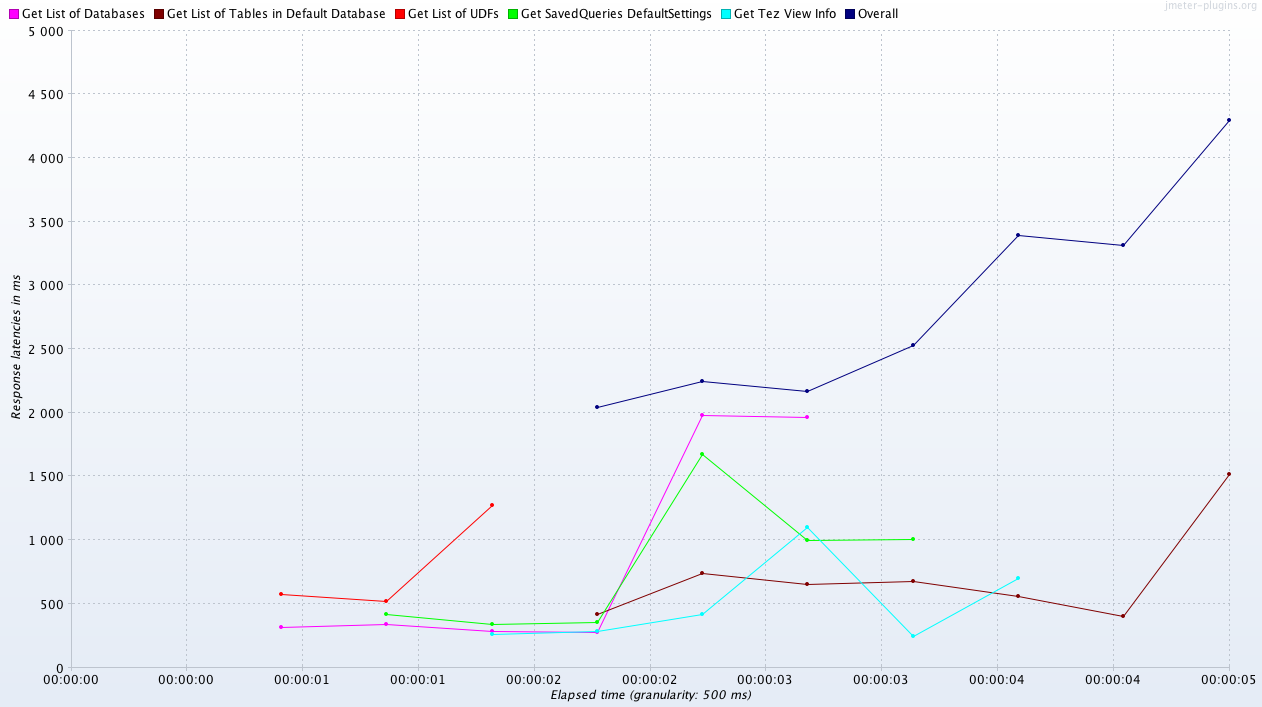 jmeter-plugins.org
Get List of Databases Get List of Tables in Default Database Get List of UDFs Get SavedQueries DefaultSettings Get Tez View Info Overall
5 000
4 500
4 000
3 500
3 000
2 500
2 000
1 500
1 000
500
0
Response latencies in ms
00:00:00 00:00:00 00:00:01 00:00:01 00:00:02 00:00:02 00:00:03 00:00:03 00:00:04 00:00:04 00:00:05
Elapsed time (granularity: 500 ms)